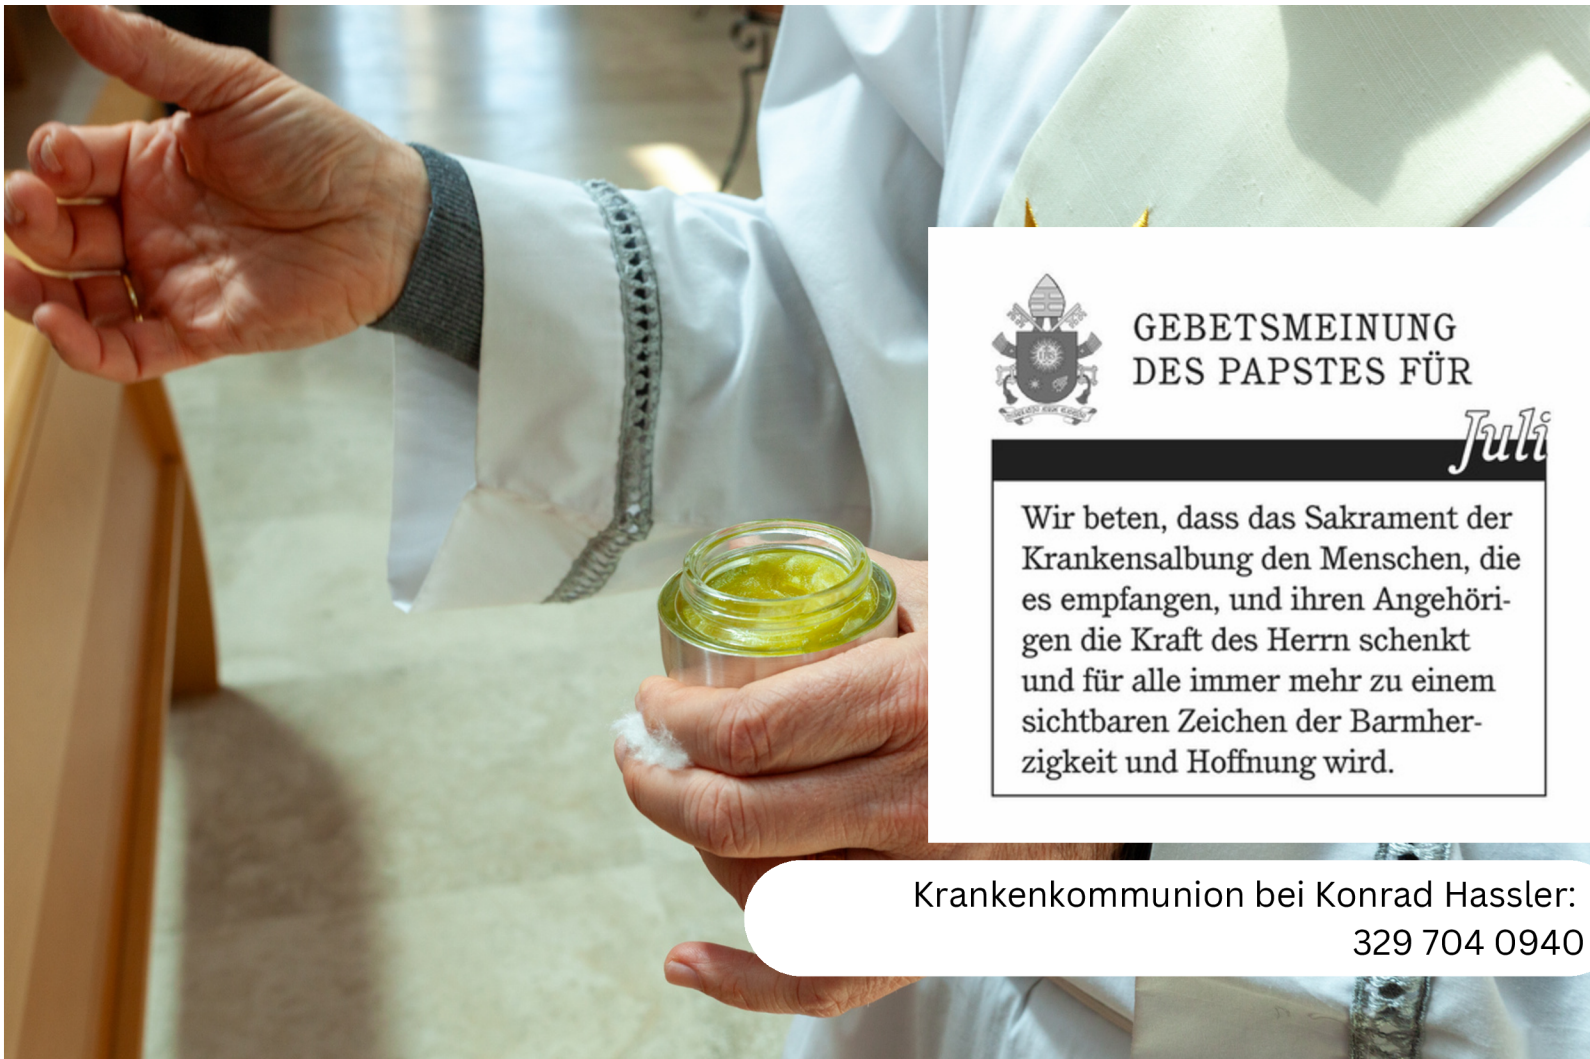 GEBETSMEINUNG
DES PAPSTES FÜR
Juli
Wir beten, dass das Sakrament der
Krankensalbung den Menschen, die
es empfangen, und ihren Angehöri-
gen die Kraft des Herrn schenkt
und für alle immer mehr zu einem
sichtbaren Zeichen der Barmher-
zigkeit und Hoffnung wird.
Krankenkommunion bei Konrad Hassler:
329 704 0940